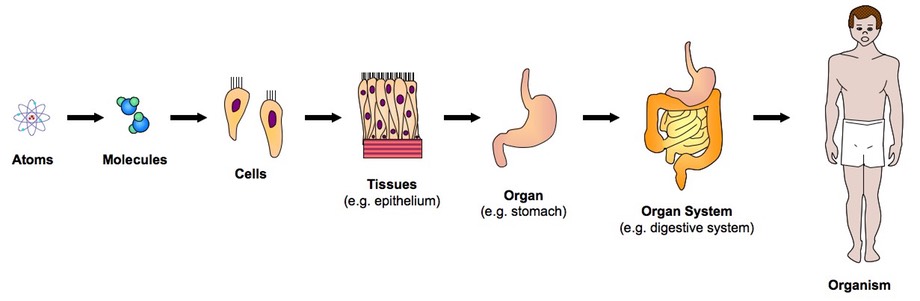 Atoms
Molecules
Cells
Tissues
(e.g. epithelium)
Organ
(e.g. stomach)
Organ System
(e.g. digestive system)
Organism